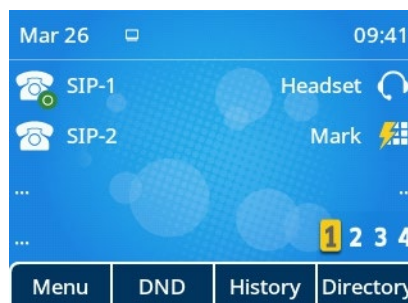 Mar 26 09:41
SIP-1 Headset
SIP-2 Mark
... ..
...
1 2 3 4
Menu DND History Directory